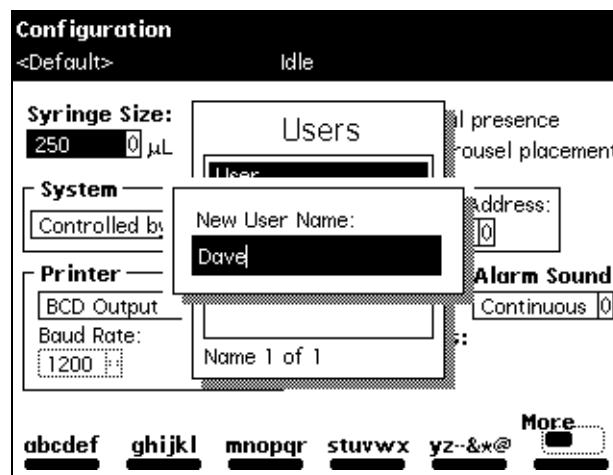 Configuration
<Default> Idle
Syringe Size:
250 0 μL
Users
l presence
rousel placement
User
System
Controlled by
New User Name:
Dave
Address:
0
Printer
BCD Output
Baud Rate:
1200
Alarm Sound
Continuous 0
Name 1 of 1
abcdef ghijkl mnopqr stuvwx yz-&*@ More